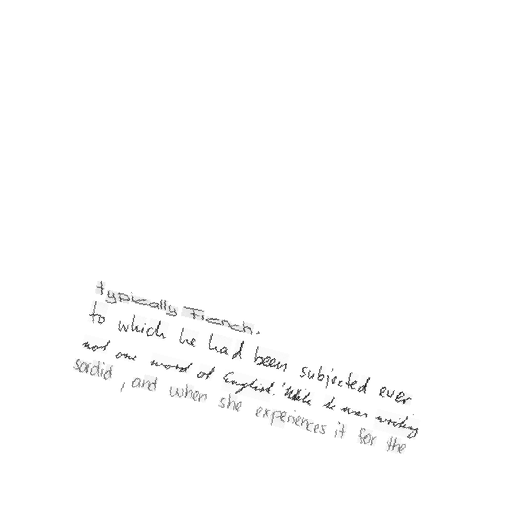 typically French.
to which he had been subjected ever
not one word of English. 'While he was writing
sordid, and when she experiences it for the